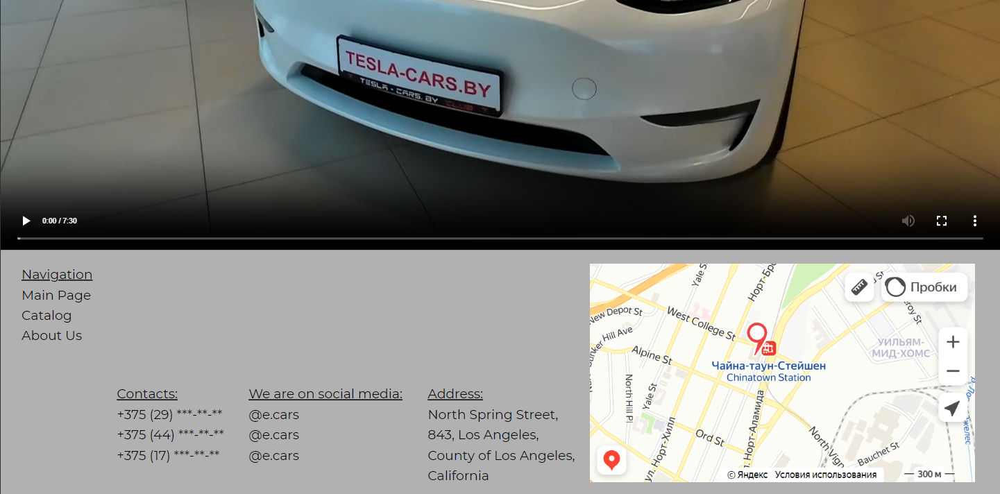 TESLA-CARS.BY
TESLA - CARS. BY CLUB
0:00 / 7:30
Navigation
Main Page
Catalog
About Us
Contacts:
+375 (29) ***-**-**
+375 (44) ***-**-**
+375 (17) ***-**-**
We are on social media:
@e.cars
@e.cars
@e.cars
Address:
North Spring Street,
843, Los Angeles,
County of Los Angeles,
California
Yale S
Норт-Бро
St
Пробки
New Depot St
West College St
eroy St
nker Hill Ave
Alpine St
УИЛЬЯМ-
МИД-ХОМС
Чайна-таун-Стейшен
Chinatown Station
North Hill Pl
Yale St
ул. Норт-Хилл
л. Норт-Аламида
Ord St
North Vign
Bauchet St
© Яндекс Условия использования
300 м